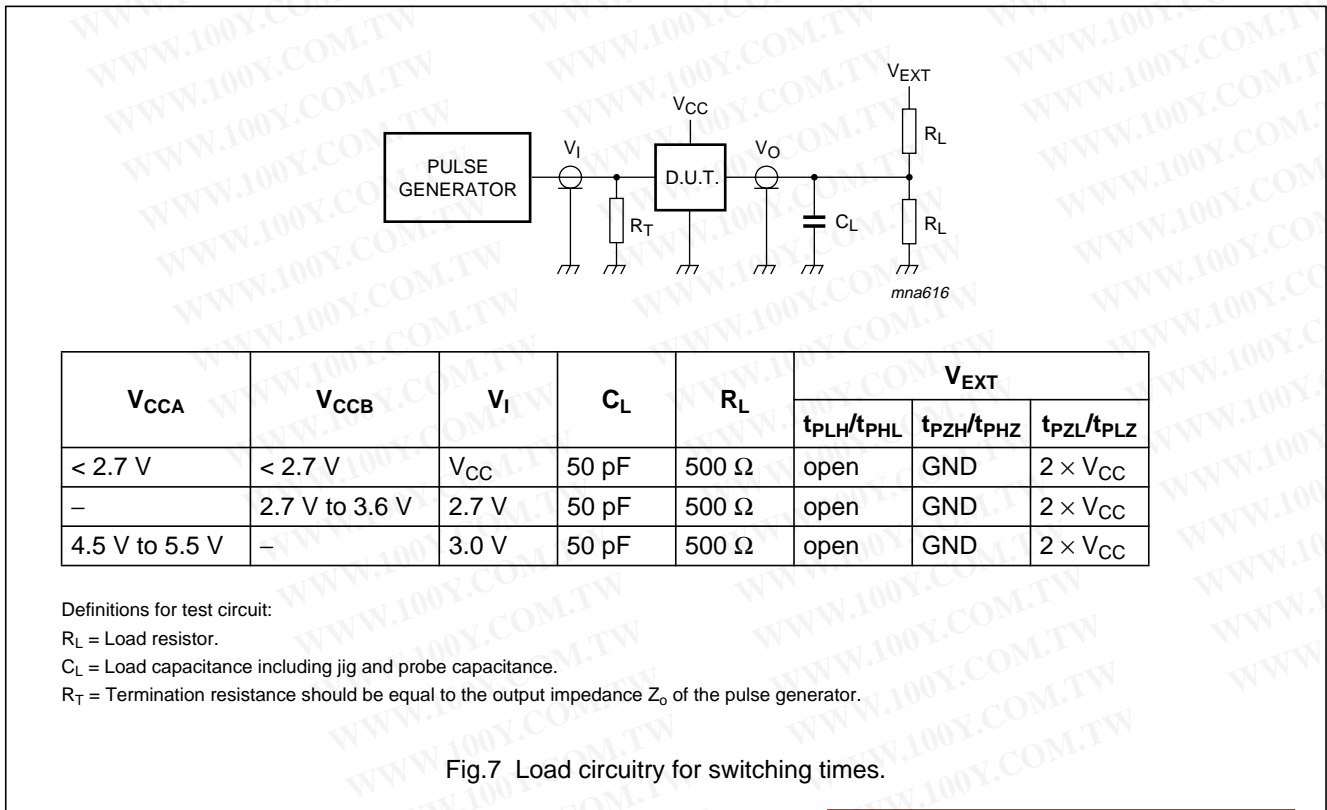 WWW.100Y.COM.TW
V_EXT
V_CC
R_L
V_I
V_O
PULSE GENERATOR
D.U.T.
R_T
C_L
R_L
mna616
V_CCA V_CCB V_I C_L R_L V_EXT
t_PLH/t_PHL t_PZH/t_PHZ t_PZL/t_PLZ
< 2.7 V < 2.7 V V_CC 50 pF 500 Ω open GND 2 × V_CC
– 2.7 V to 3.6 V 2.7 V 50 pF 500 Ω open GND 2 × V_CC
4.5 V to 5.5 V – 3.0 V 50 pF 500 Ω open GND 2 × V_CC
Definitions for test circuit:
R_L = Load resistor.
C_L = Load capacitance including jig and probe capacitance.
R_T = Termination resistance should be equal to the output impedance Z_o of the pulse generator.
Fig.7 Load circuitry for switching times.